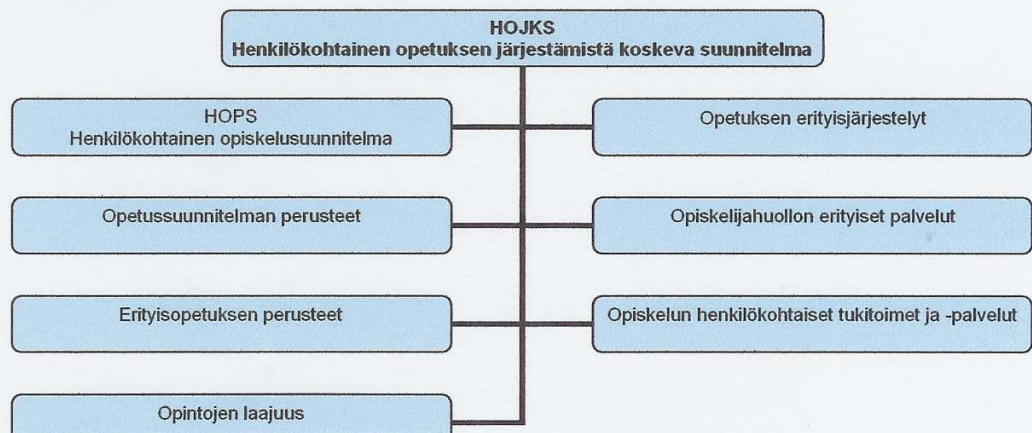 HOJKS
Henkilökohtainen opetuksen järjestämistä koskeva suunnitelma
HOPS
Henkilökohtainen opiskelusuunnitelma
Opetuksen erityisjärjestelyt
Opetussuunnitelman perusteet
Opiskelijahuollon erityiset palvelut
Erityisopetuksen perusteet
Opiskelun henkilökohtaiset tukitoimet ja -palvelut
Opintojen laajuus